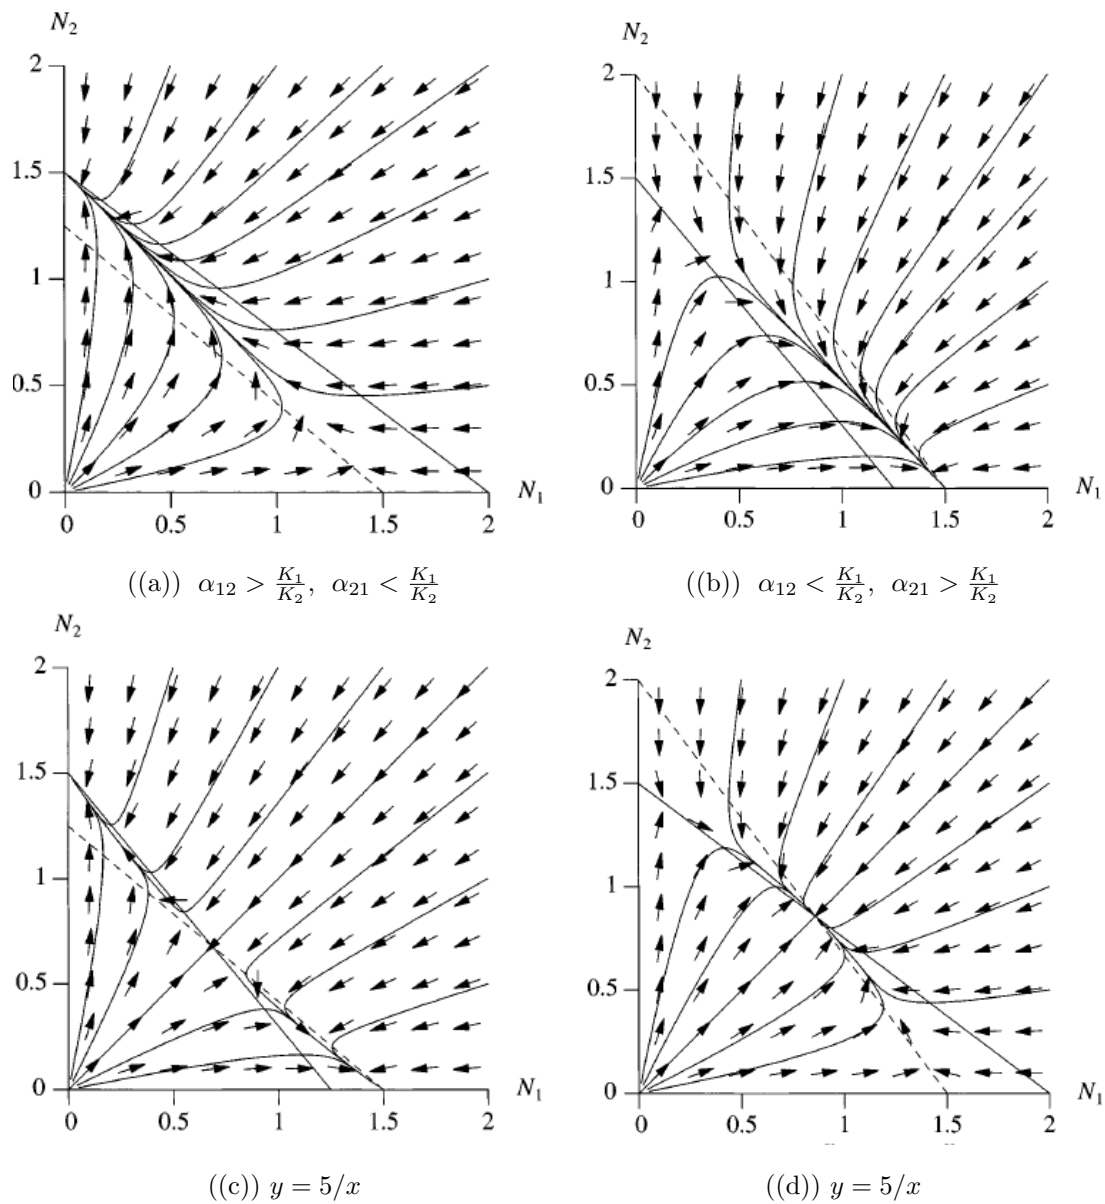 N₂
2
1.5
1
0.5
0
0 0.5 1 1.5 2
N₁
((a)) α₁₂ > K₁/K₂, α₂₁ < K₁/K₂
N₂
2
1.5
1
0.5
0
0 0.5 1 1.5 2
N₁
((b)) α₁₂ < K₁/K₂, α₂₁ > K₁/K₂
N₂
2
1.5
1
0.5
0
0 0.5 1 1.5 2
N₁
((c)) y = 5/x
N₂
2
1.5
1
0.5
0
0 0.5 1 1.5 2
N₁
((d)) y = 5/x